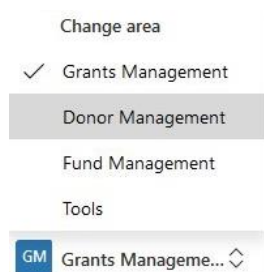 Change area
Grants Management
Donor Management
Fund Management
Tools
GM Grants Manageme...